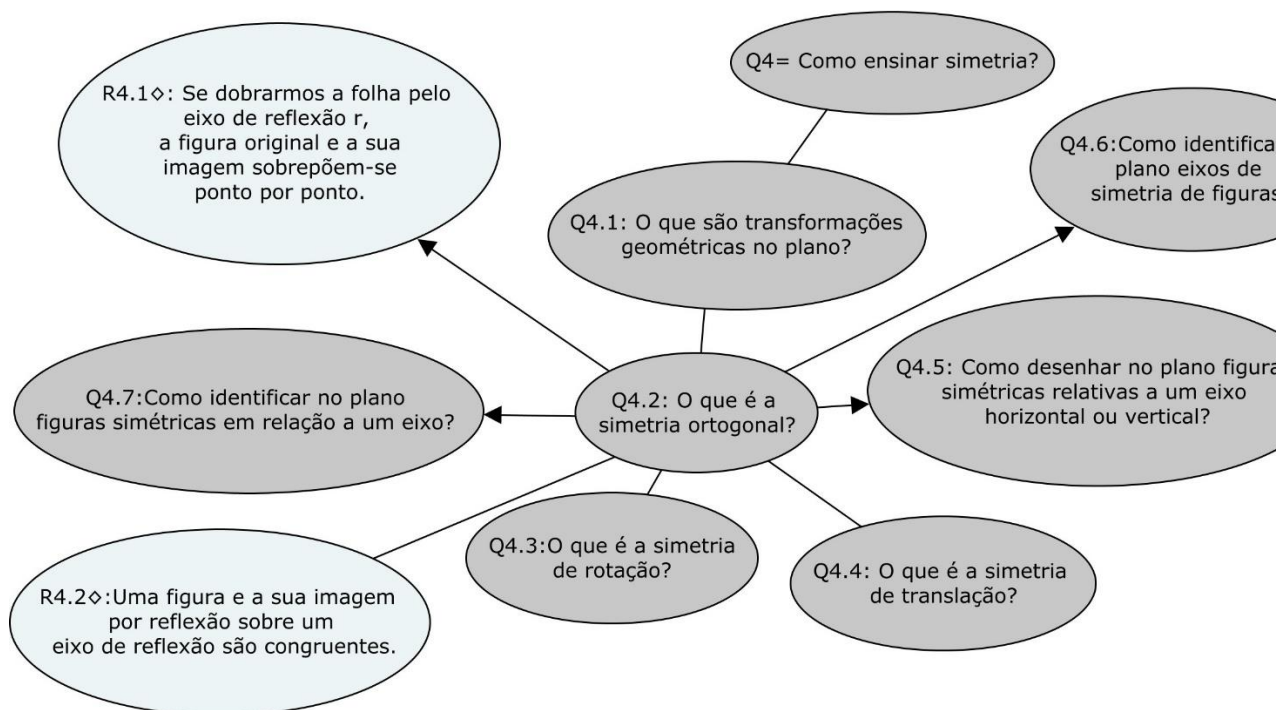 Q4= Como ensinar simetria?
R4.1◇: Se dobrarmos a folha pelo
eixo de reflexão r,
a figura original e a sua
imagem sobrepõem-se
ponto por ponto.
Q4.6:Como identifica
plano eixos de
simetria de figuras
Q4.1: O que são transformações
geométricas no plano?
Q4.5: Como desenhar no plano figura
simétricas relativas a um eixo
horizontal ou vertical?
Q4.2: O que é a
simetria ortogonal?
Q4.7:Como identificar no plano
figuras simétricas em relação a um eixo?
Q4.3:O que é a simetria
de rotação?
Q4.4: O que é a simetria
de translação?
R4.2◇:Uma figura e a sua imagem
por reflexão sobre um
eixo de reflexão são congruentes.